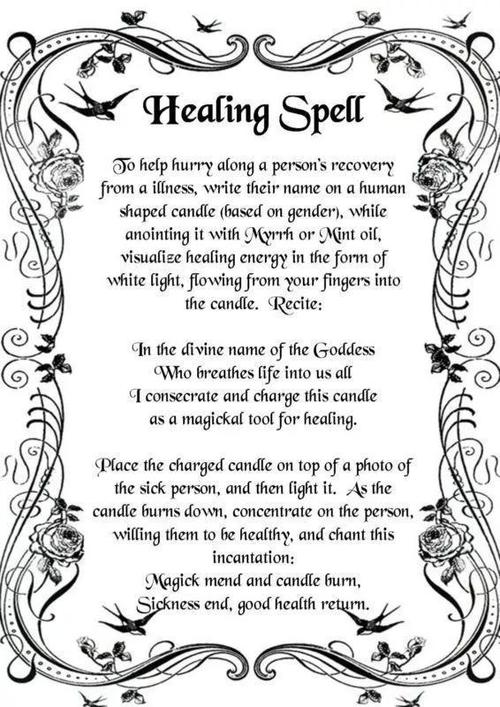 Healing Spell
To help hurry along a person's recovery
from a illness, write their name on a human
shaped candle (based on gender), while
anointing it with Myrrh or Mint oil,
visualize healing energy in the form of
white light, flowing from your fingers into
the candle. Recite:
In the divine name of the Goddess
Who breathes life into us all
I consecrate and charge this candle
as a magickal tool for healing.
Place the charged candle on top of a photo of
the sick person, and then light it. As the
candle burns down, concentrate on the person,
willing them to be healthy, and chant this
incantation:
Magick mend and candle burn,
Sickness end, good health return.